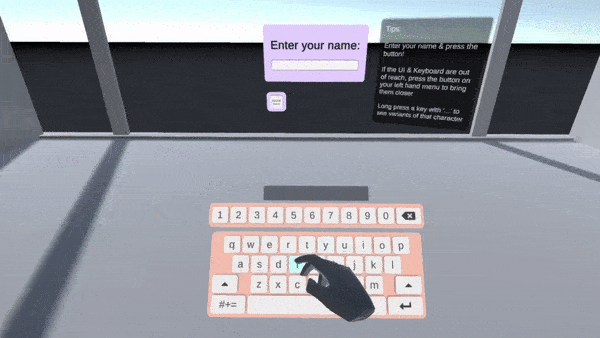 Enter your name:
Tips:
Enter your name & press the
button!
If the UI & Keyboard are out
of reach, press the button on
your left hand menu to bring
them closer
Long press a key with '...' to
see variants of that character
1 2 3 4 5 6 7 8 9 0
q w e r t y u i o p
a s d j k l
z x c m
#+=